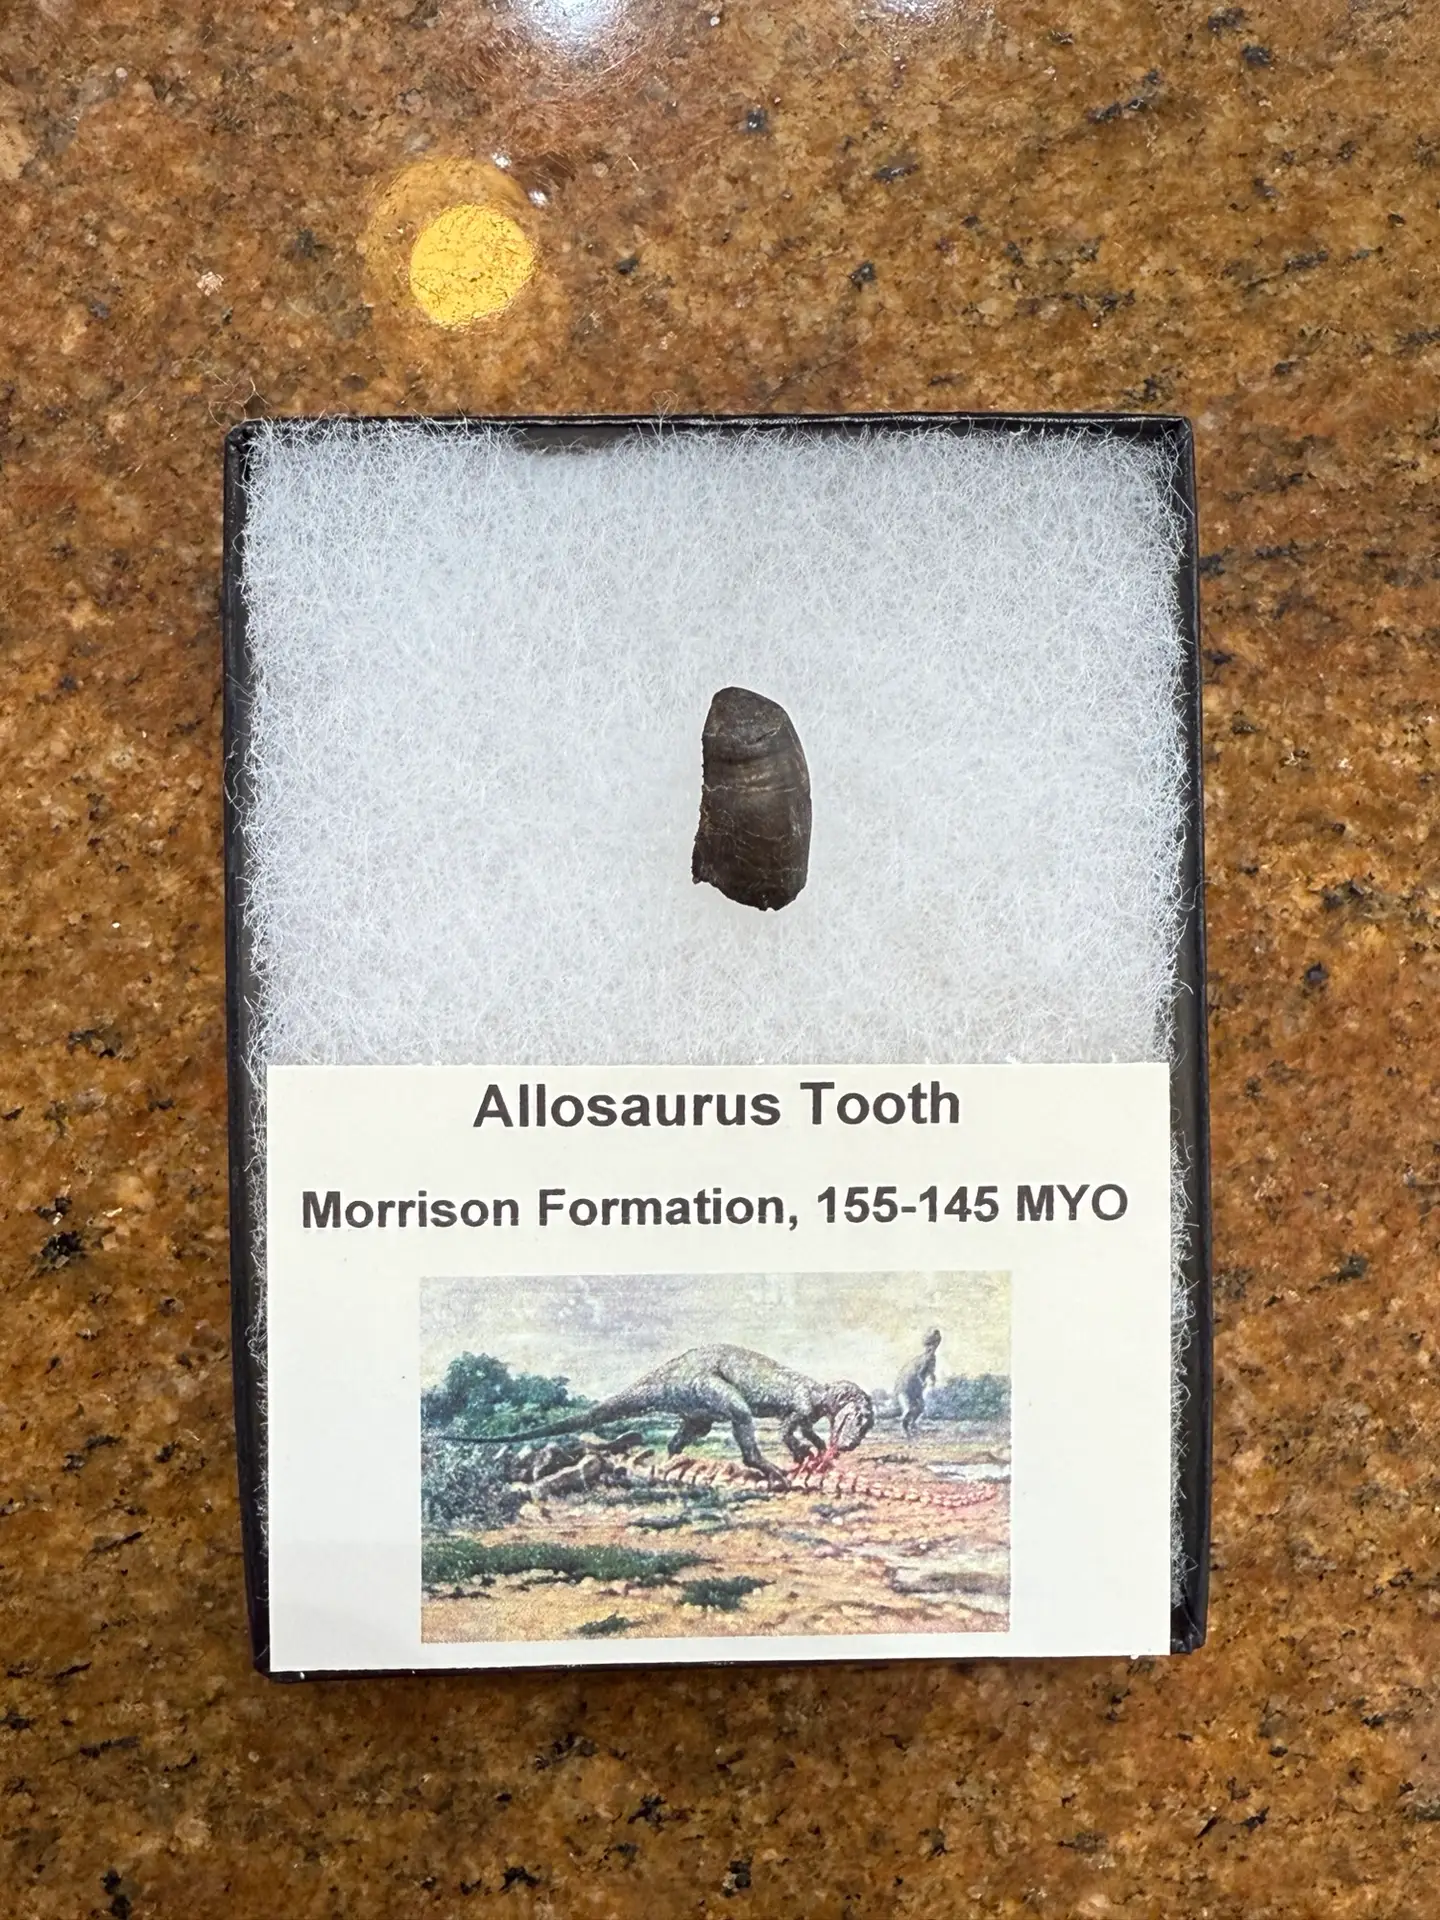 Allosaurus Tooth
Morrison Formation, 155-145 MYO